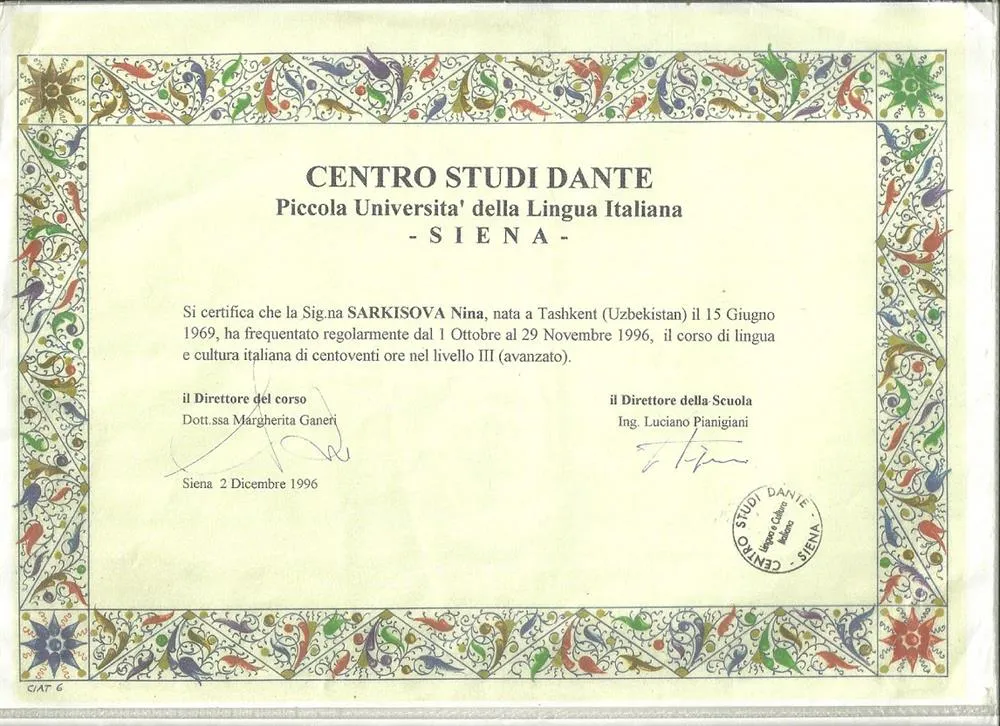 CENTRO STUDI DANTE
Piccola Universita' della Lingua Italiana
- S I E N A -
Si certifica che la Sig.na SARKISOVA Nina, nata a Tashkent (Uzbekistan) il 15 Giugno
1969, ha frequentato regolarmente dal 1 Ottobre al 29 Novembre 1996, il corso di lingua
e cultura italiana di centoventi ore nel livello III (avanzato).
il Direttore del corso
Dott.ssa Margherita Ganeri
il Direttore della Scuola
Ing. Luciano Pianigiani
Siena 2 Dicembre 1996
CENTRO STUDI DANTE - SIENA -
Lingua e Cultura
Italiana
CIAT 6